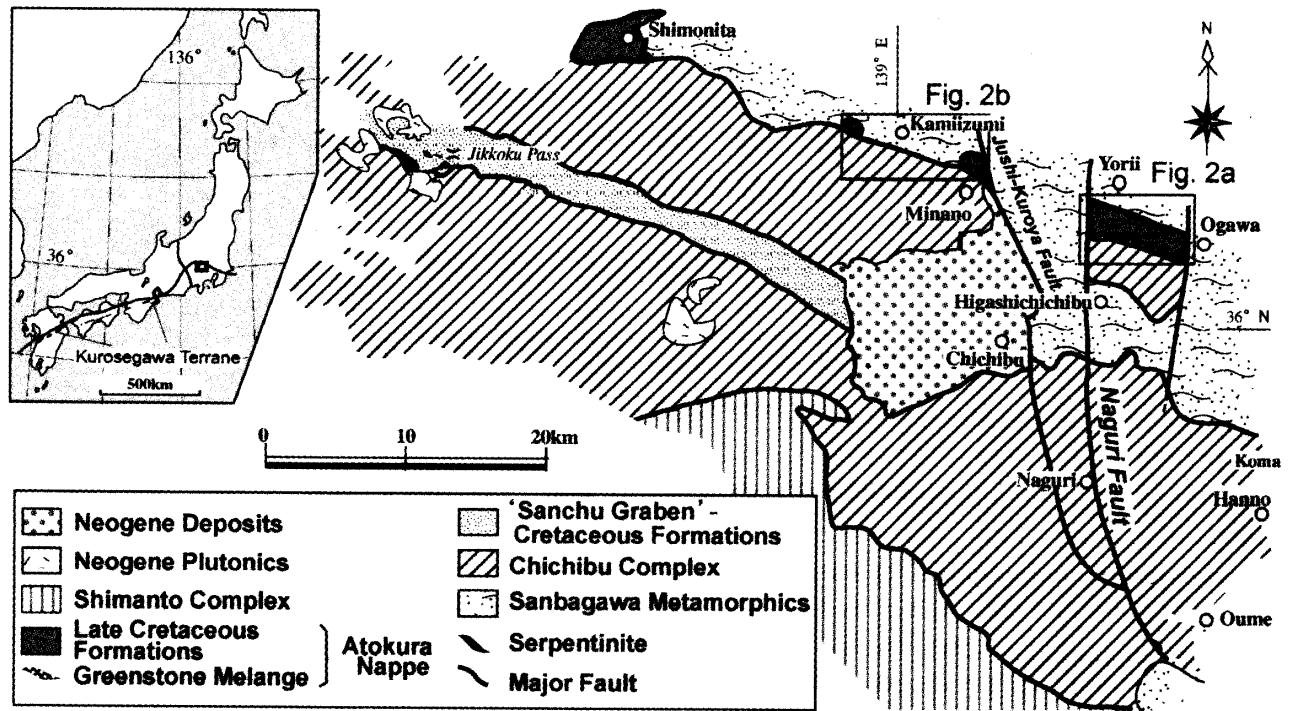 136°
36°
Kurosegawa Terrane
500km
Shimonita
139° E
N
Fig. 2b
Kamiizumi
Jikkoku Pass
Jushi-Kuroya Fault
Yorii
Fig. 2a
Minano
Ogawa
Higashichichibu
36° N
Chichibu
0 10 20km
Naguri Fault
Koma
Naguri
Hanno
Oume
Neogene Deposits
Neogene Plutonics
Shimanto Complex
Late Cretaceous
Formations
Greenstone Melange
Atokura
Nappe
'Sanchu Graben' -
Cretaceous Formations
Chichibu Complex
Sanbagawa Metamorphics
Serpentinite
Major Fault